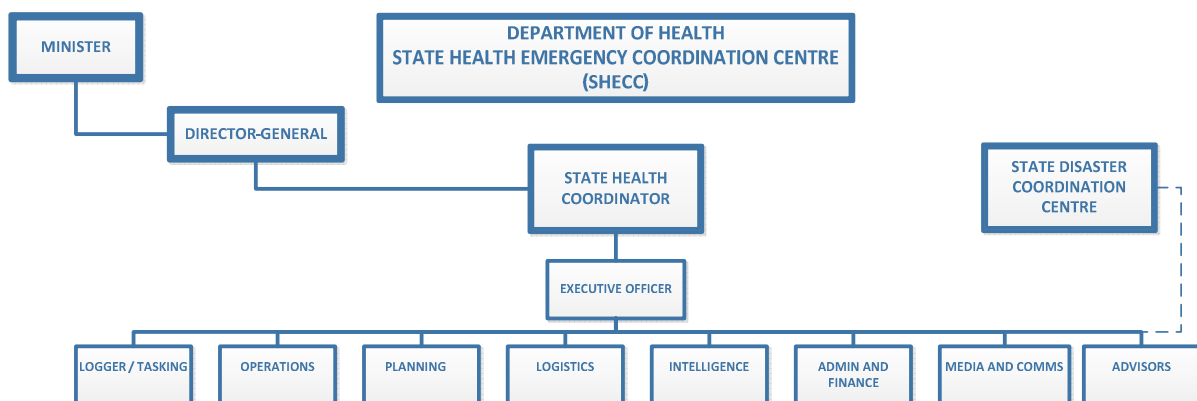 MINISTER
DEPARTMENT OF HEALTH
STATE HEALTH EMERGENCY COORDINATION CENTRE
(SHECC)
DIRECTOR-GENERAL
STATE HEALTH
COORDINATOR
STATE DISASTER
COORDINATION
CENTRE
EXECUTIVE OFFICER
LOGGER / TASKING
OPERATIONS
PLANNING
LOGISTICS
INTELLIGENCE
ADMIN AND
FINANCE
MEDIA AND COMMS
ADVISORS